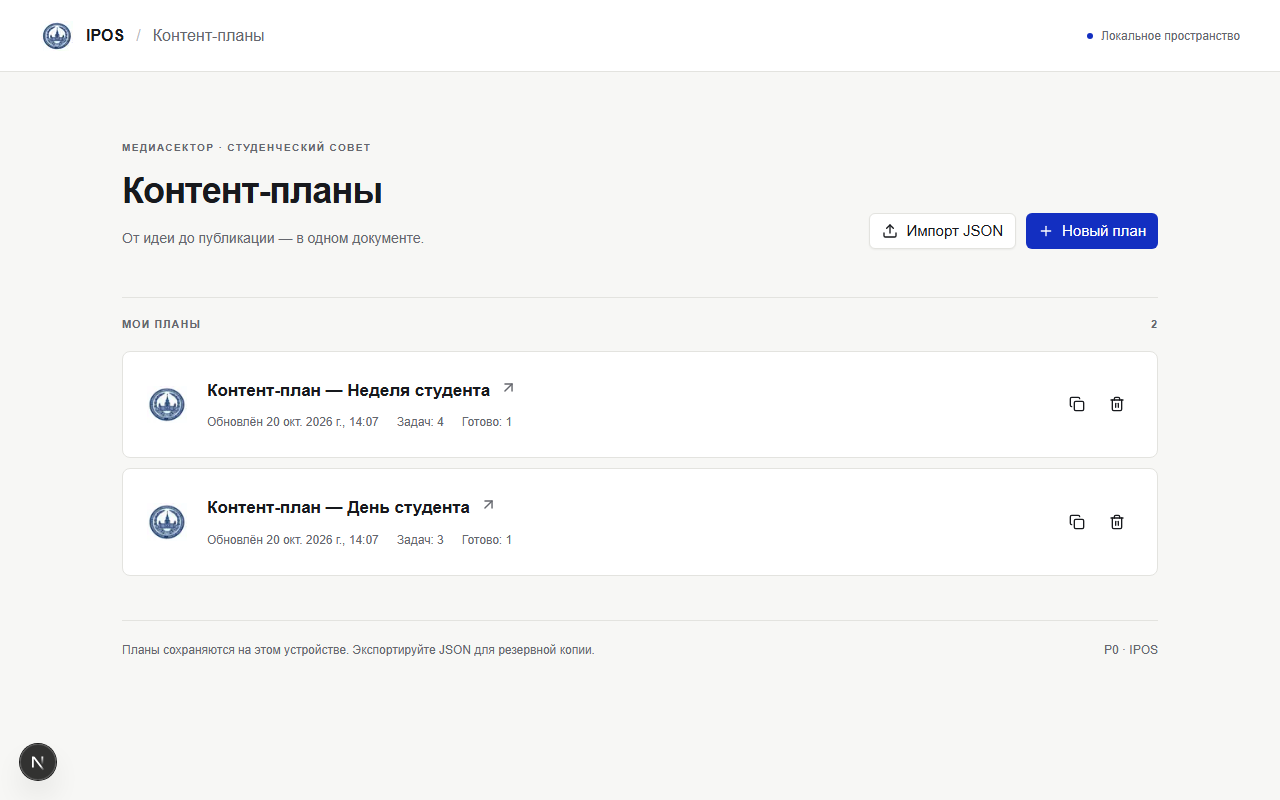 IPOS / Контент-планы
Локальное пространство
МЕДИАСЕКТОР · СТУДЕНЧЕСКИЙ СОВЕТ
Контент-планы
От идеи до публикации — в одном документе.
Импорт JSON
Новый план
МОИ ПЛАНЫ
2
Контент-план — Неделя студента
Обновлён 20 окт. 2026 г., 14:07 Задач: 4 Готово: 1
Контент-план — День студента
Обновлён 20 окт. 2026 г., 14:07 Задач: 3 Готово: 1
Планы сохраняются на этом устройстве. Экспортируйте JSON для резервной копии.
P0 · IPOS
N